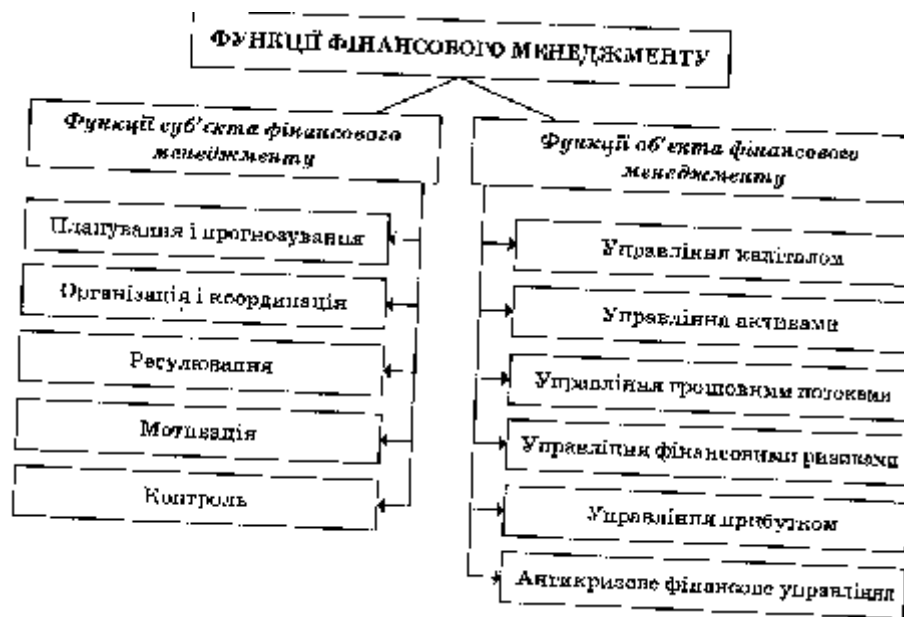 ФУНКЦІЇ ФІНАНСОВОГО МЕНЕДЖМЕНТУ
Функції суб'єкта фінансового
менеджменту
Планування і прогнозування
Організація і координація
Регулювання
Мотивація
Контроль
Функції об'єкта фінансового
менеджменту
Управління капіталом
Управління активами
Управління грошовим потоками
Управління фінансовими ризиками
Управління прибутком
Антикризове фінансове управління